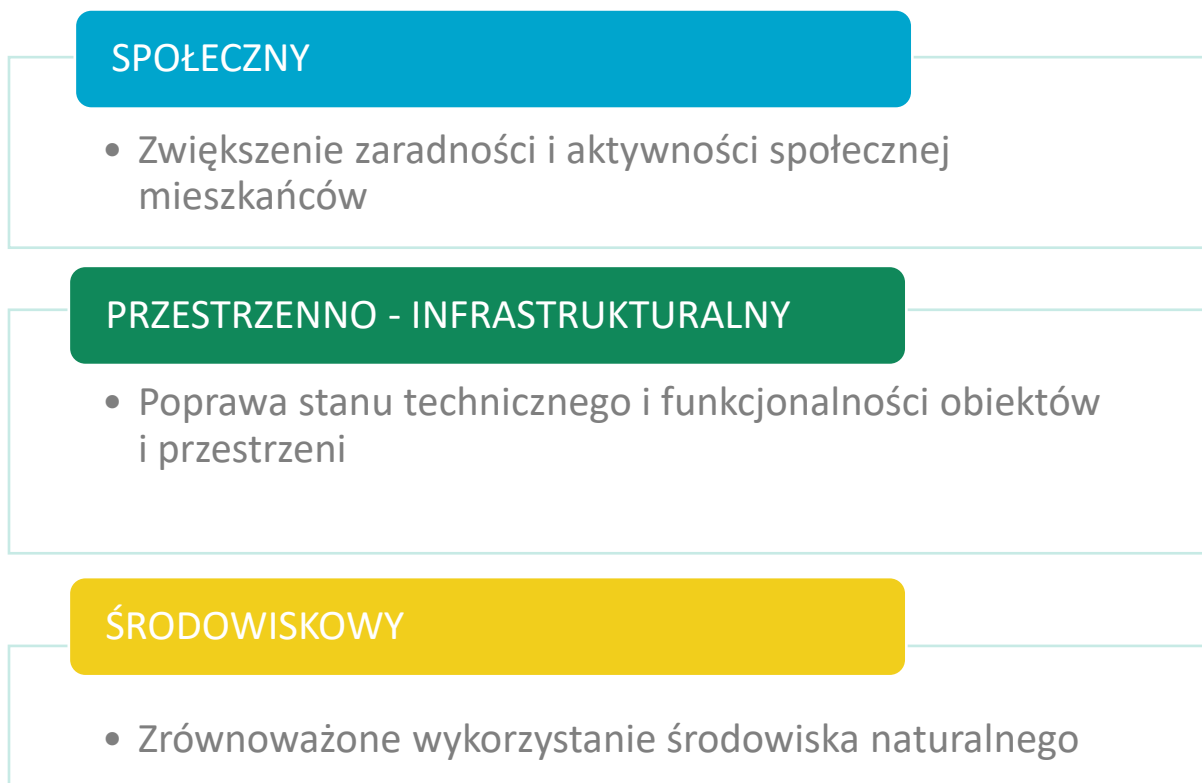 SPOŁECZNY
• Zwiększenie zaradności i aktywności społecznej
mieszkańców
PRZESTRZENNO - INFRASTRUKTURALNY
• Poprawa stanu technicznego i funkcjonalności obiektów
i przestrzeni
ŚRODOWISKOWY
• Zrównoważone wykorzystanie środowiska naturalnego